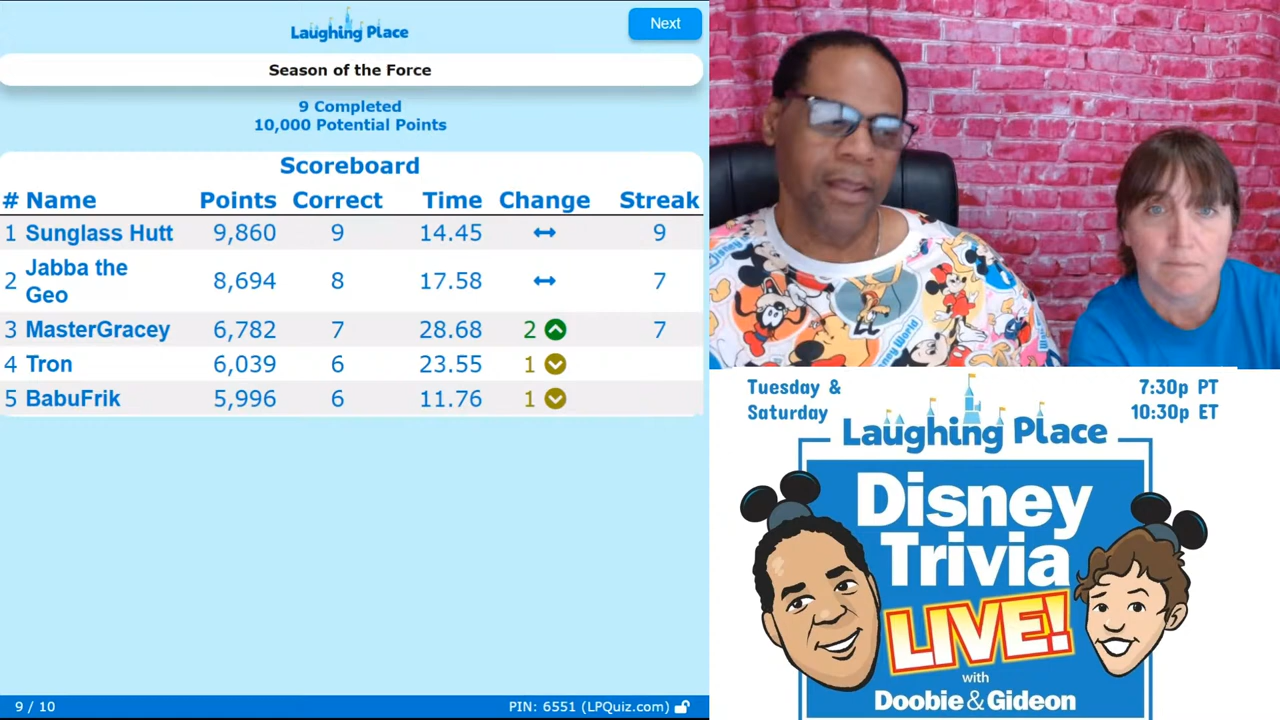 Laughing Place
Next
Season of the Force
9 Completed
10,000 Potential Points
Scoreboard
# Name Points Correct Time Change Streak
1 Sunglass Hutt 9,860 9 14.45 9
2 Jabba the Geo 8,694 8 17.58 7
3 MasterGracey 6,782 7 28.68 2 7
4 Tron 6,039 6 23.55 1
5 BabuFrik 5,996 6 11.76 1
9 / 10
PIN: 6551 (LPQuiz.com)
Disney World
Tuesday & Saturday
7:30p PT
10:30p ET
Laughing Place
Disney
Trivia
LIVE!
with
Doobie & Gideon